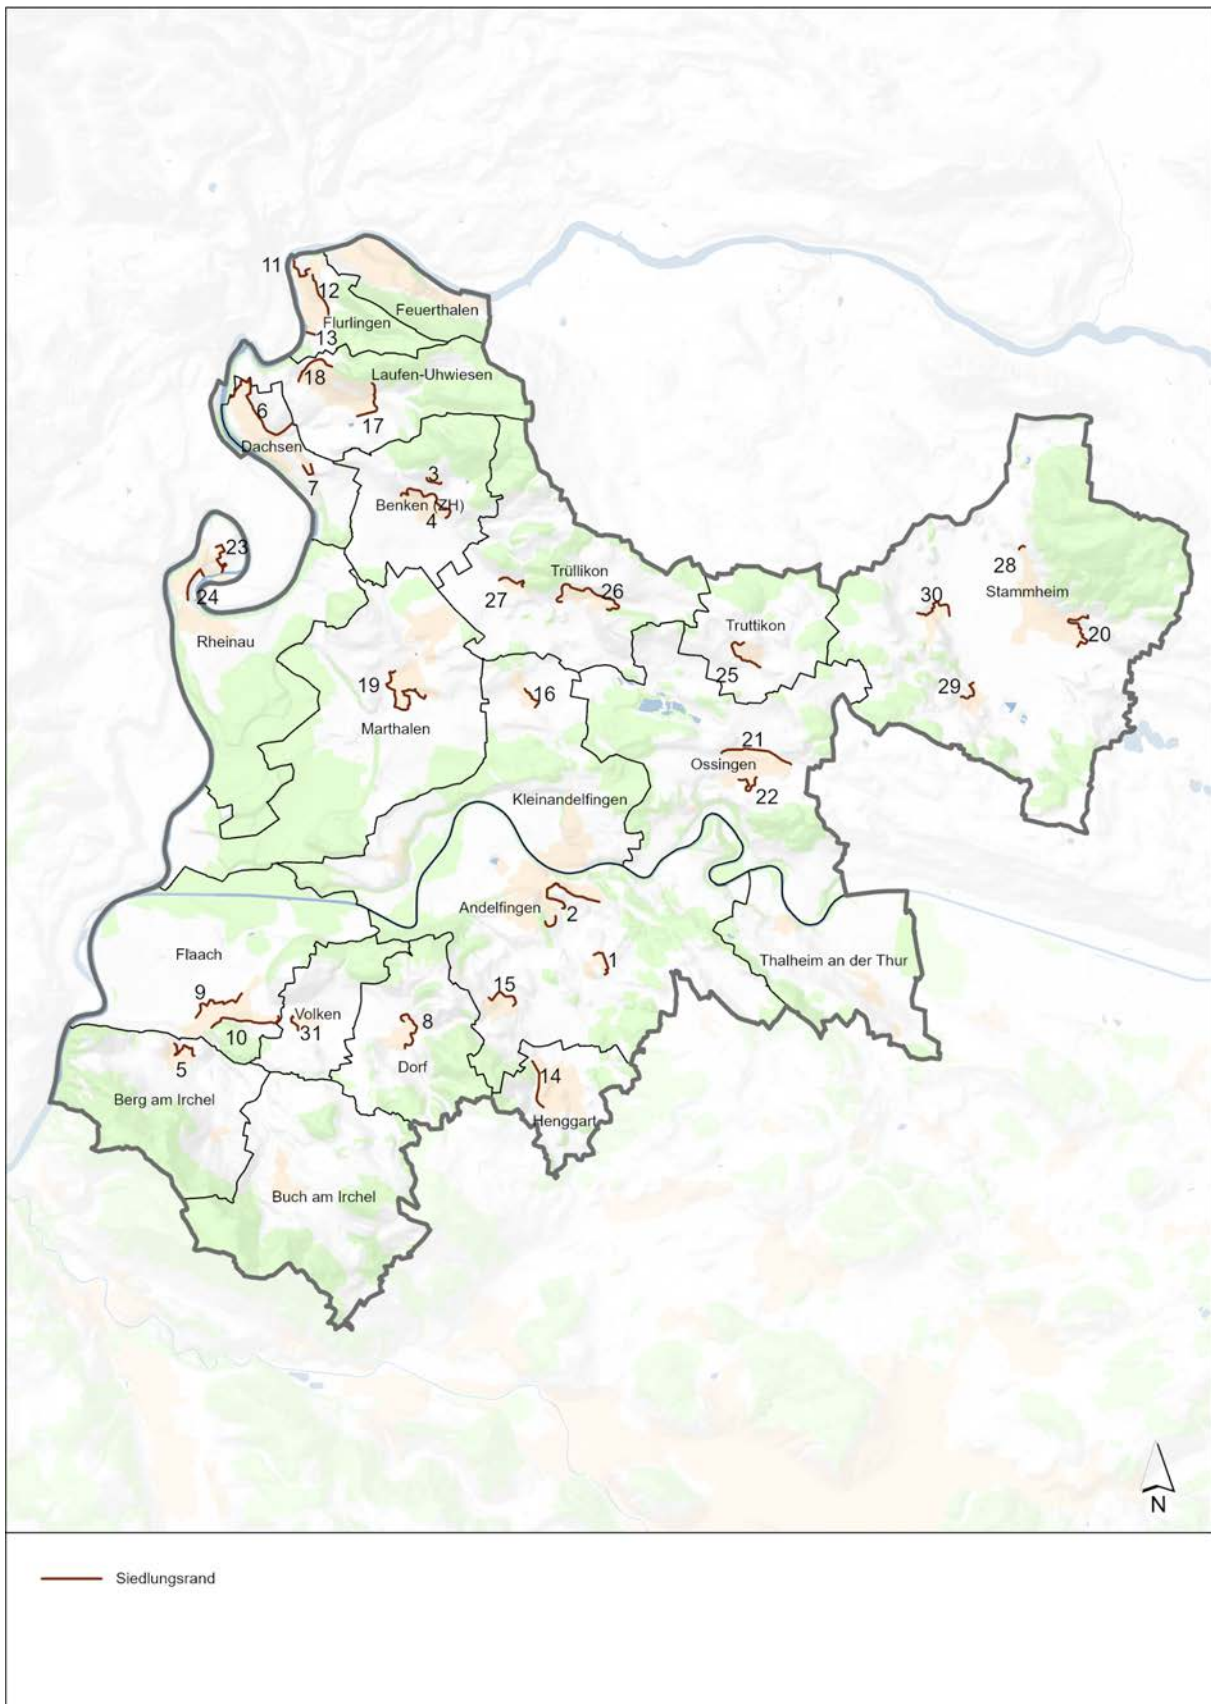 11
12
Feuerthalen
Flurlingen
13
18
Laufen-Uhwiesen
6
17
Dachsen
7
3
Benken (ZH)
4
23
28
Trüllikon
27
26
Stammheim
24
30
Truttikon
20
Rheinau
25
19
16
29
Marthalen
21
Ossingen
22
Kleinandelfingen
Andelfingen
2
Flaach
1
Thalheim an der Thur
15
9
Volken
8
10
31
5
Dorf
14
Berg am Irchel
Henggart
Buch am Irchel
N
Siedlungsrand